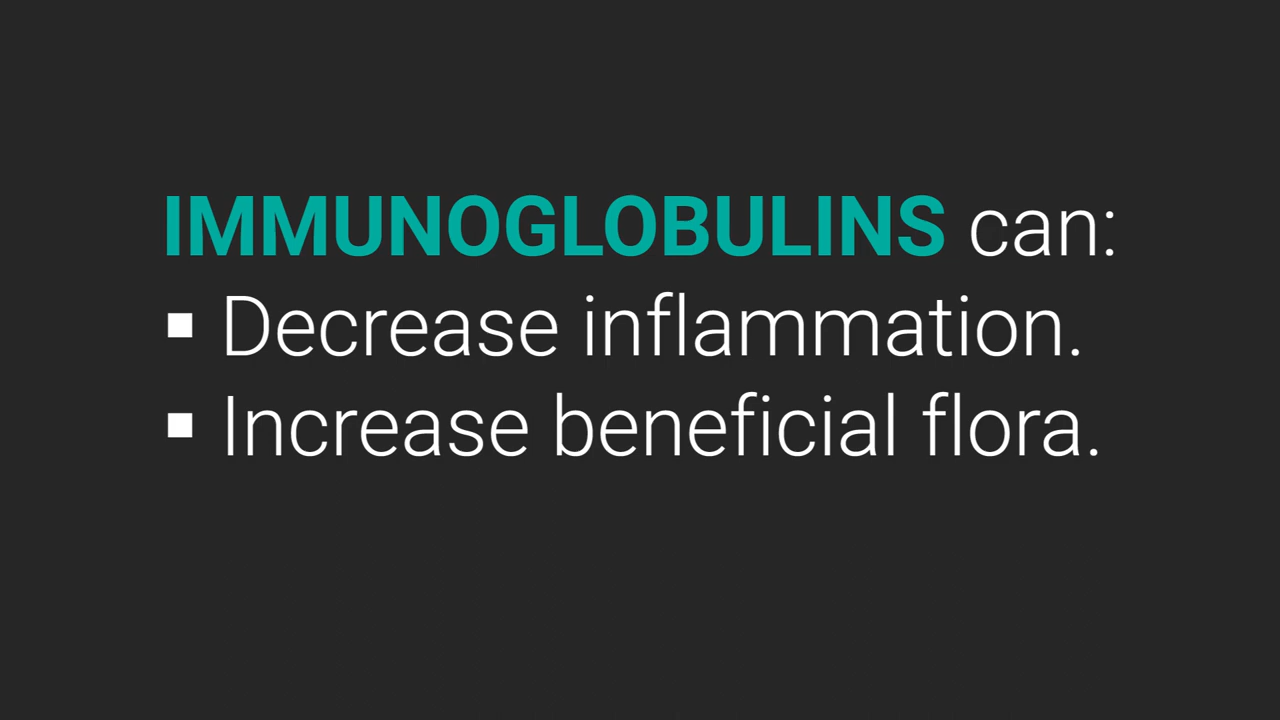 IMMUNOGLOBULINS can:
▪ Decrease inflammation.
▪ Increase beneficial flora.